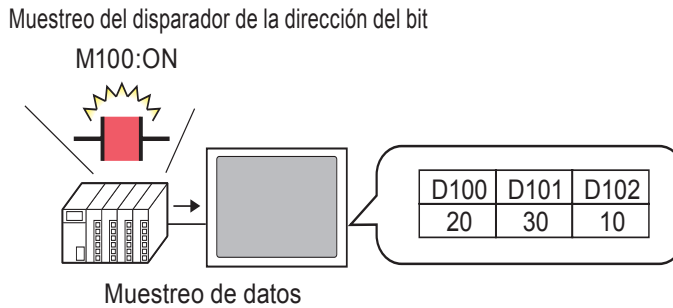 Muestreo del disparador de la dirección del bit
M100:ON
D100 D101 D102
20 30 10
Muestreo de datos